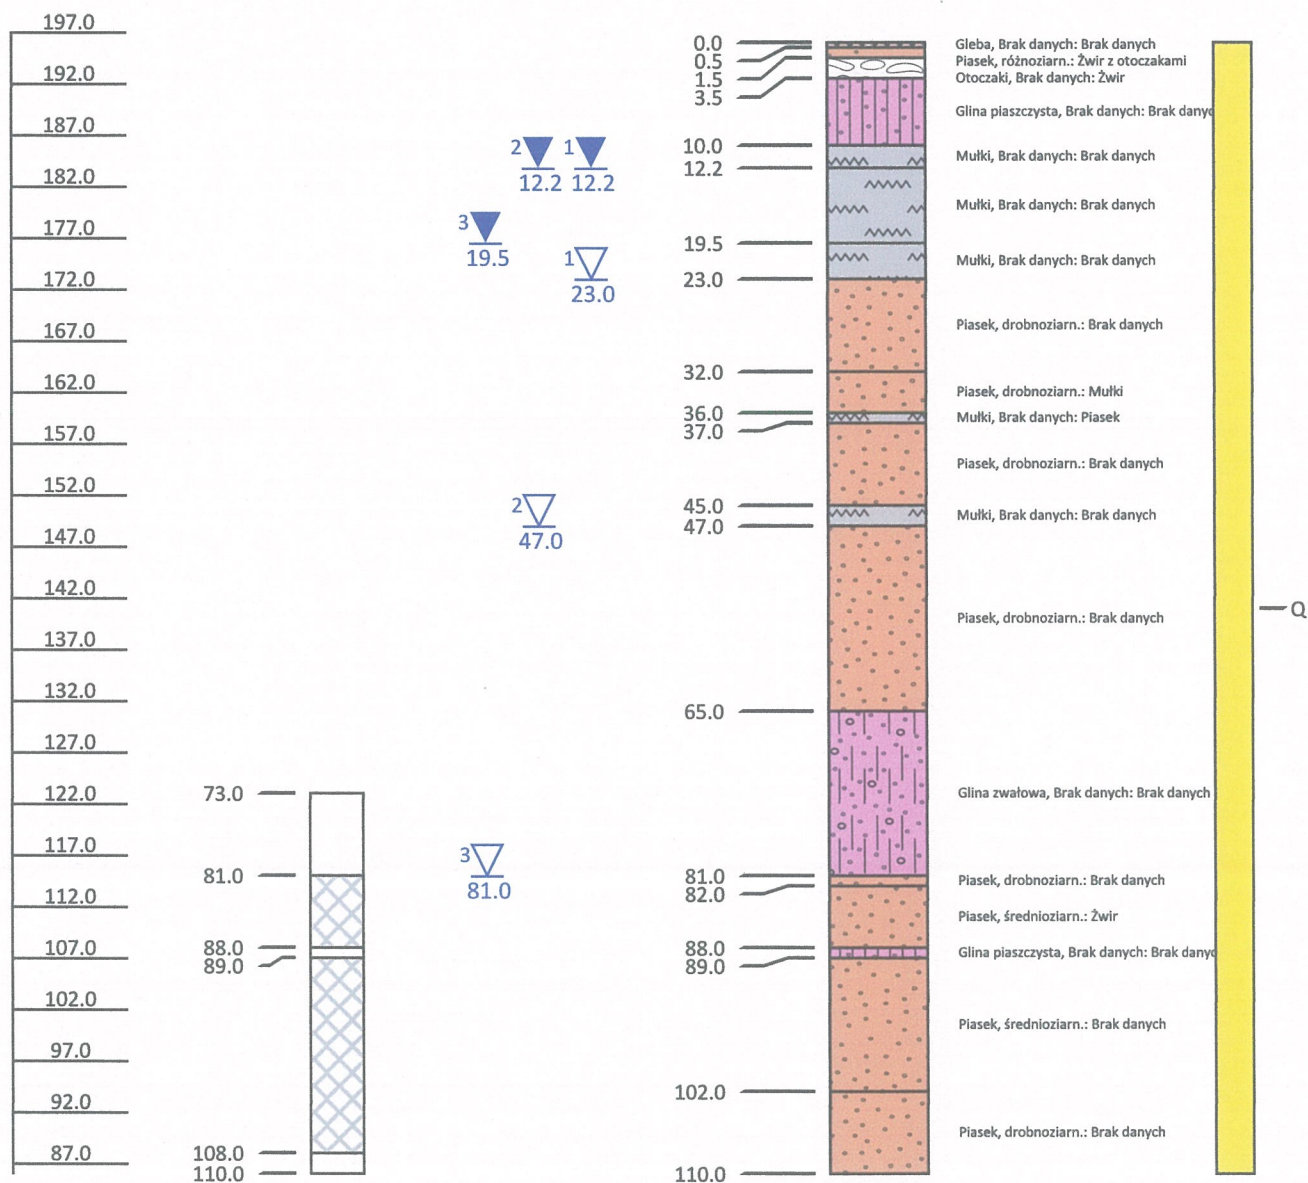 197.0
192.0
187.0
182.0
177.0
172.0
167.0
162.0
157.0
152.0
147.0
142.0
137.0
132.0
127.0
122.0
117.0
112.0
107.0
102.0
97.0
92.0
87.0
73.0
81.0
88.0
89.0
108.0
110.0
2 1
12.2 12.2
3
19.5
1
23.0
2
47.0
3
81.0
0.0
0.5
1.5
3.5
10.0
12.2
19.5
23.0
32.0
36.0
37.0
45.0
47.0
65.0
81.0
82.0
88.0
89.0
102.0
110.0
Gleba, Brak danych: Brak danych
Piasek, różnoziarn.: Żwir z otoczakami
Otoczaki, Brak danych: Żwir
Glina piaszczysta, Brak danych: Brak danyc
Mułki, Brak danych: Brak danych
Mułki, Brak danych: Brak danych
Mułki, Brak danych: Brak danych
Piasek, drobnoziarn.: Brak danych
Piasek, drobnoziarn.: Mułki
Mułki, Brak danych: Piasek
Piasek, drobnoziarn.: Brak danych
Mułki, Brak danych: Brak danych
Piasek, drobnoziarn.: Brak danych
Glina zwałowa, Brak danych: Brak danych
Piasek, drobnoziarn.: Brak danych
Piasek, średnioziarn.: Żwir
Glina piaszczysta, Brak danych: Brak danyc
Piasek, średnioziarn.: Brak danych
Piasek, drobnoziarn.: Brak danych
Q